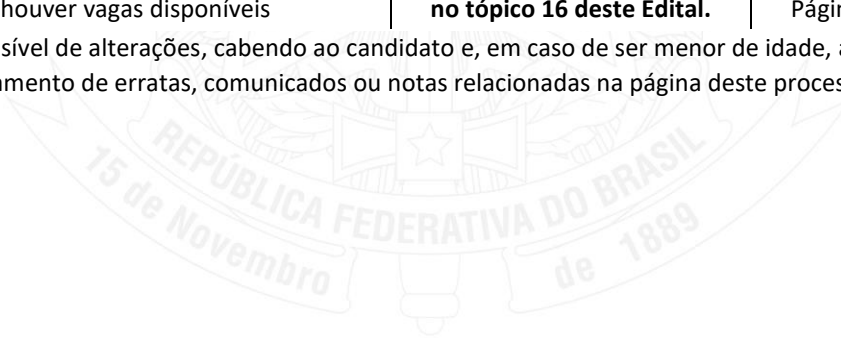 houver vagas disponíveis no tópico 16 deste Edital. Págin
sível de alterações, cabendo ao candidato e, em caso de ser menor de idade, a
mento de erratas, comunicados ou notas relacionadas na página deste proces
REPÚBLICA FEDERATIVA DO BRASIL
15 de Novembro de 1889